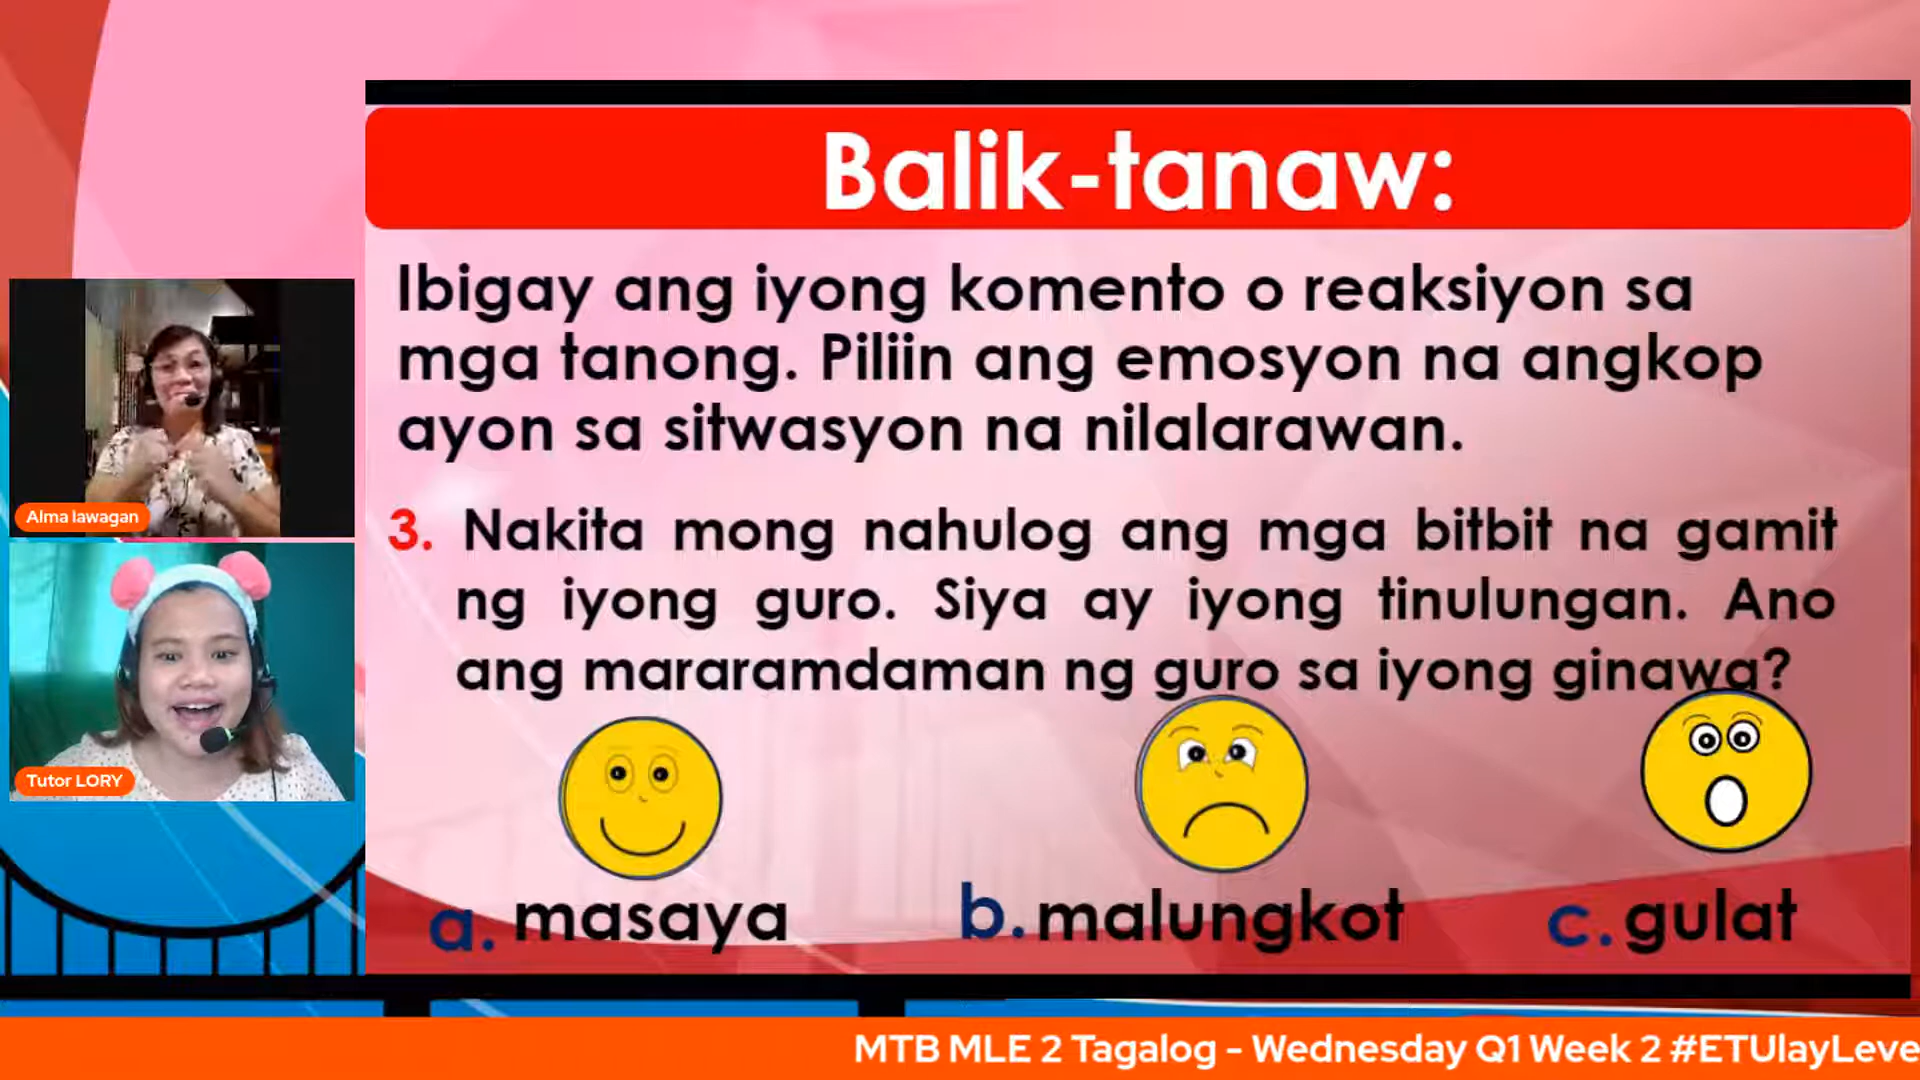 Balik-tanaw:
Ibigay ang iyong komento o reaksiyon sa
mga tanong. Piliin ang emosyon na angkop
ayon sa sitwasyon na nilalarawan.
3. Nakita mong nahulog ang mga bitbit na gamit
ng iyong guro. Siya ay iyong tinulungan. Ano
ang mararamdaman ng guro sa iyong ginawa?
a. masaya
b. malungkot
c. gulat
Alma lawagan
Tutor LORY
MTB MLE 2 Tagalog - Wednesday Q1 Week 2 #ETUlayLeve